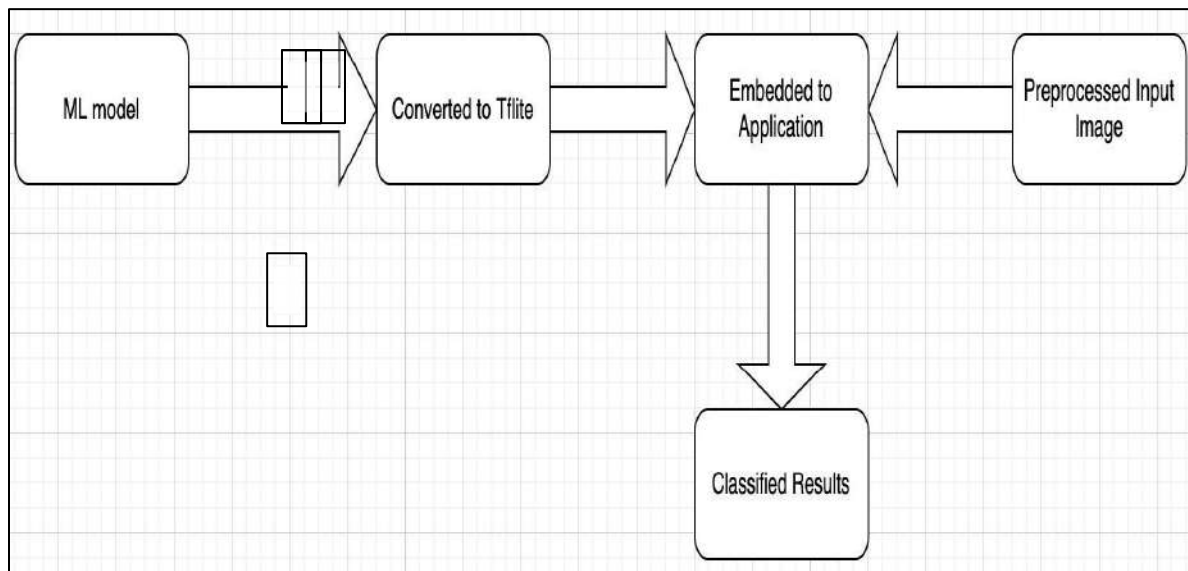 ML model
Converted to Tflite
Embedded to
Application
Preprocessed Input
Image
Classified Results